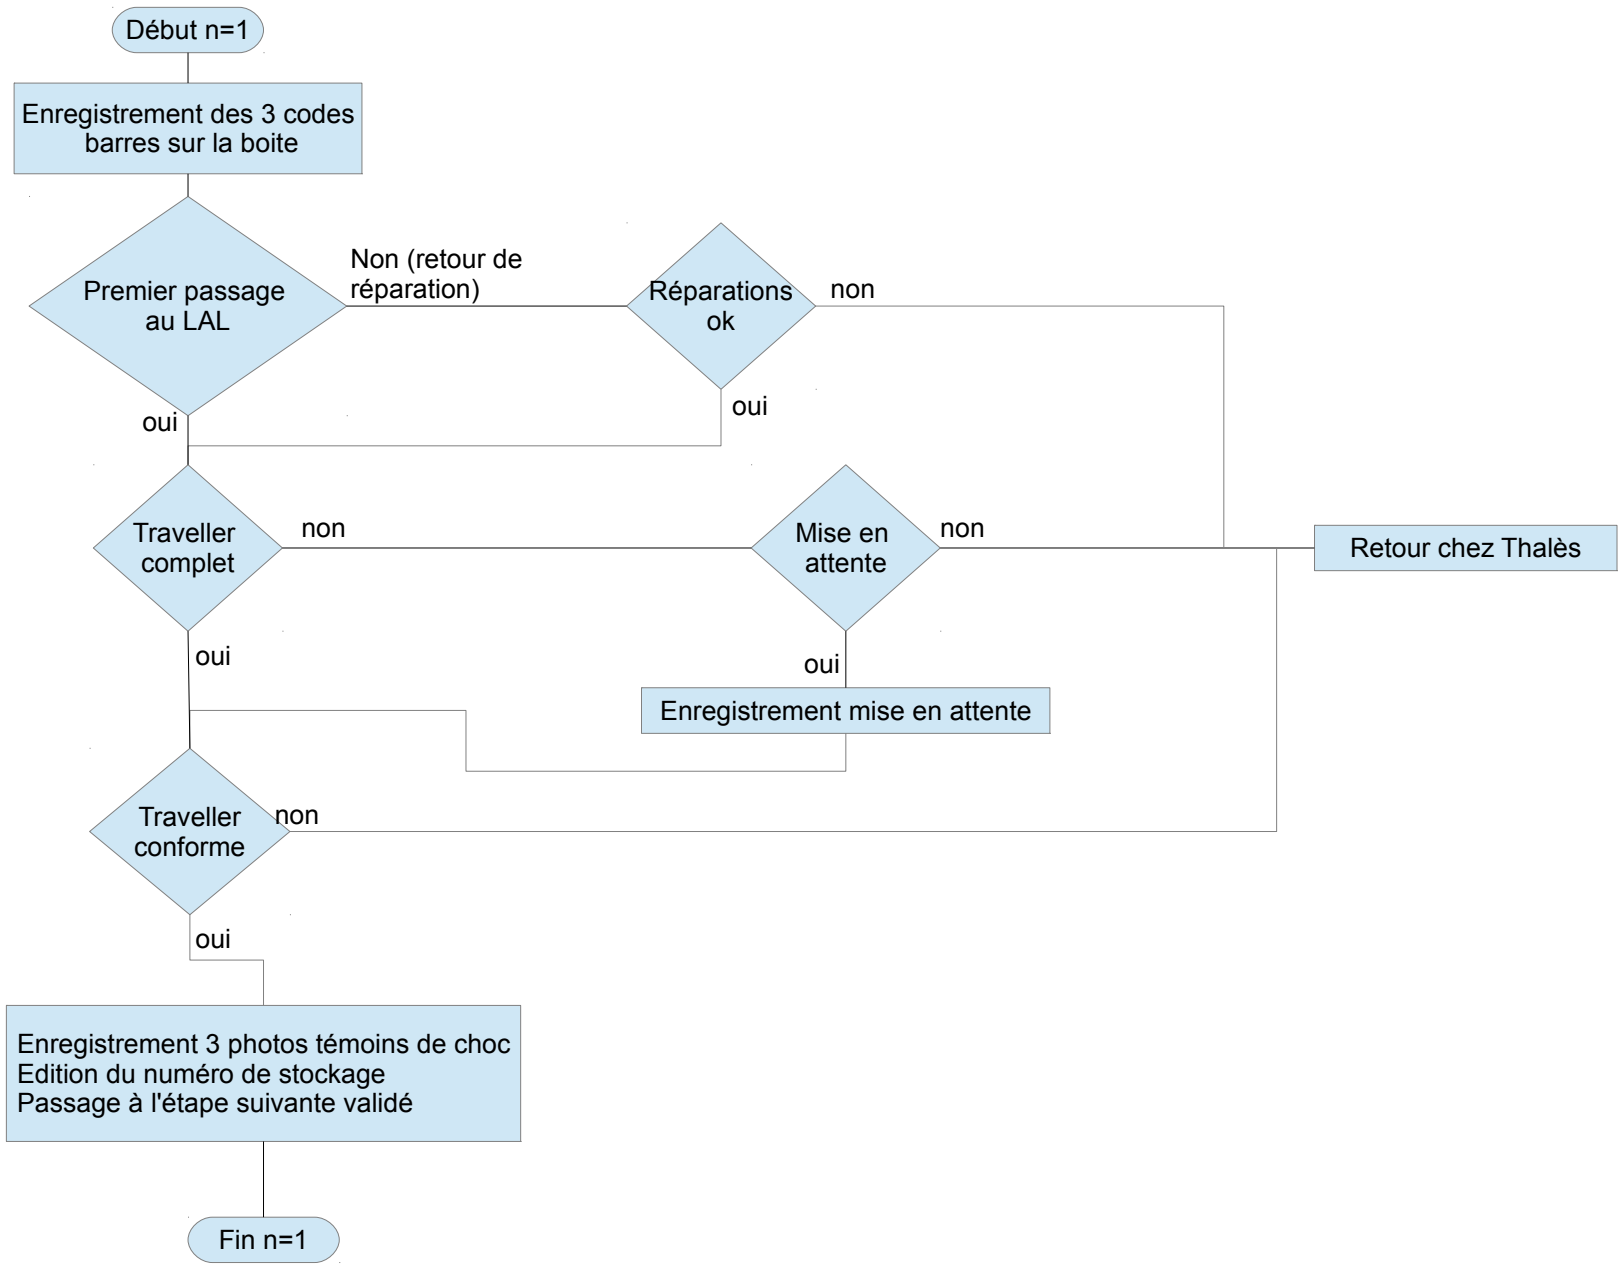 Début n=1
Enregistrement des 3 codes
barres sur la boite
Premier passage
au LAL
Non (retour de
réparation)
Réparations
ok
non
oui
oui
Traveller
complet
non
Mise en
attente
non
Retour chez Thalès
oui
oui
Enregistrement mise en attente
Traveller
conforme
non
oui
Enregistrement 3 photos témoins de choc
Edition du numéro de stockage
Passage à l'étape suivante validé
Fin n=1